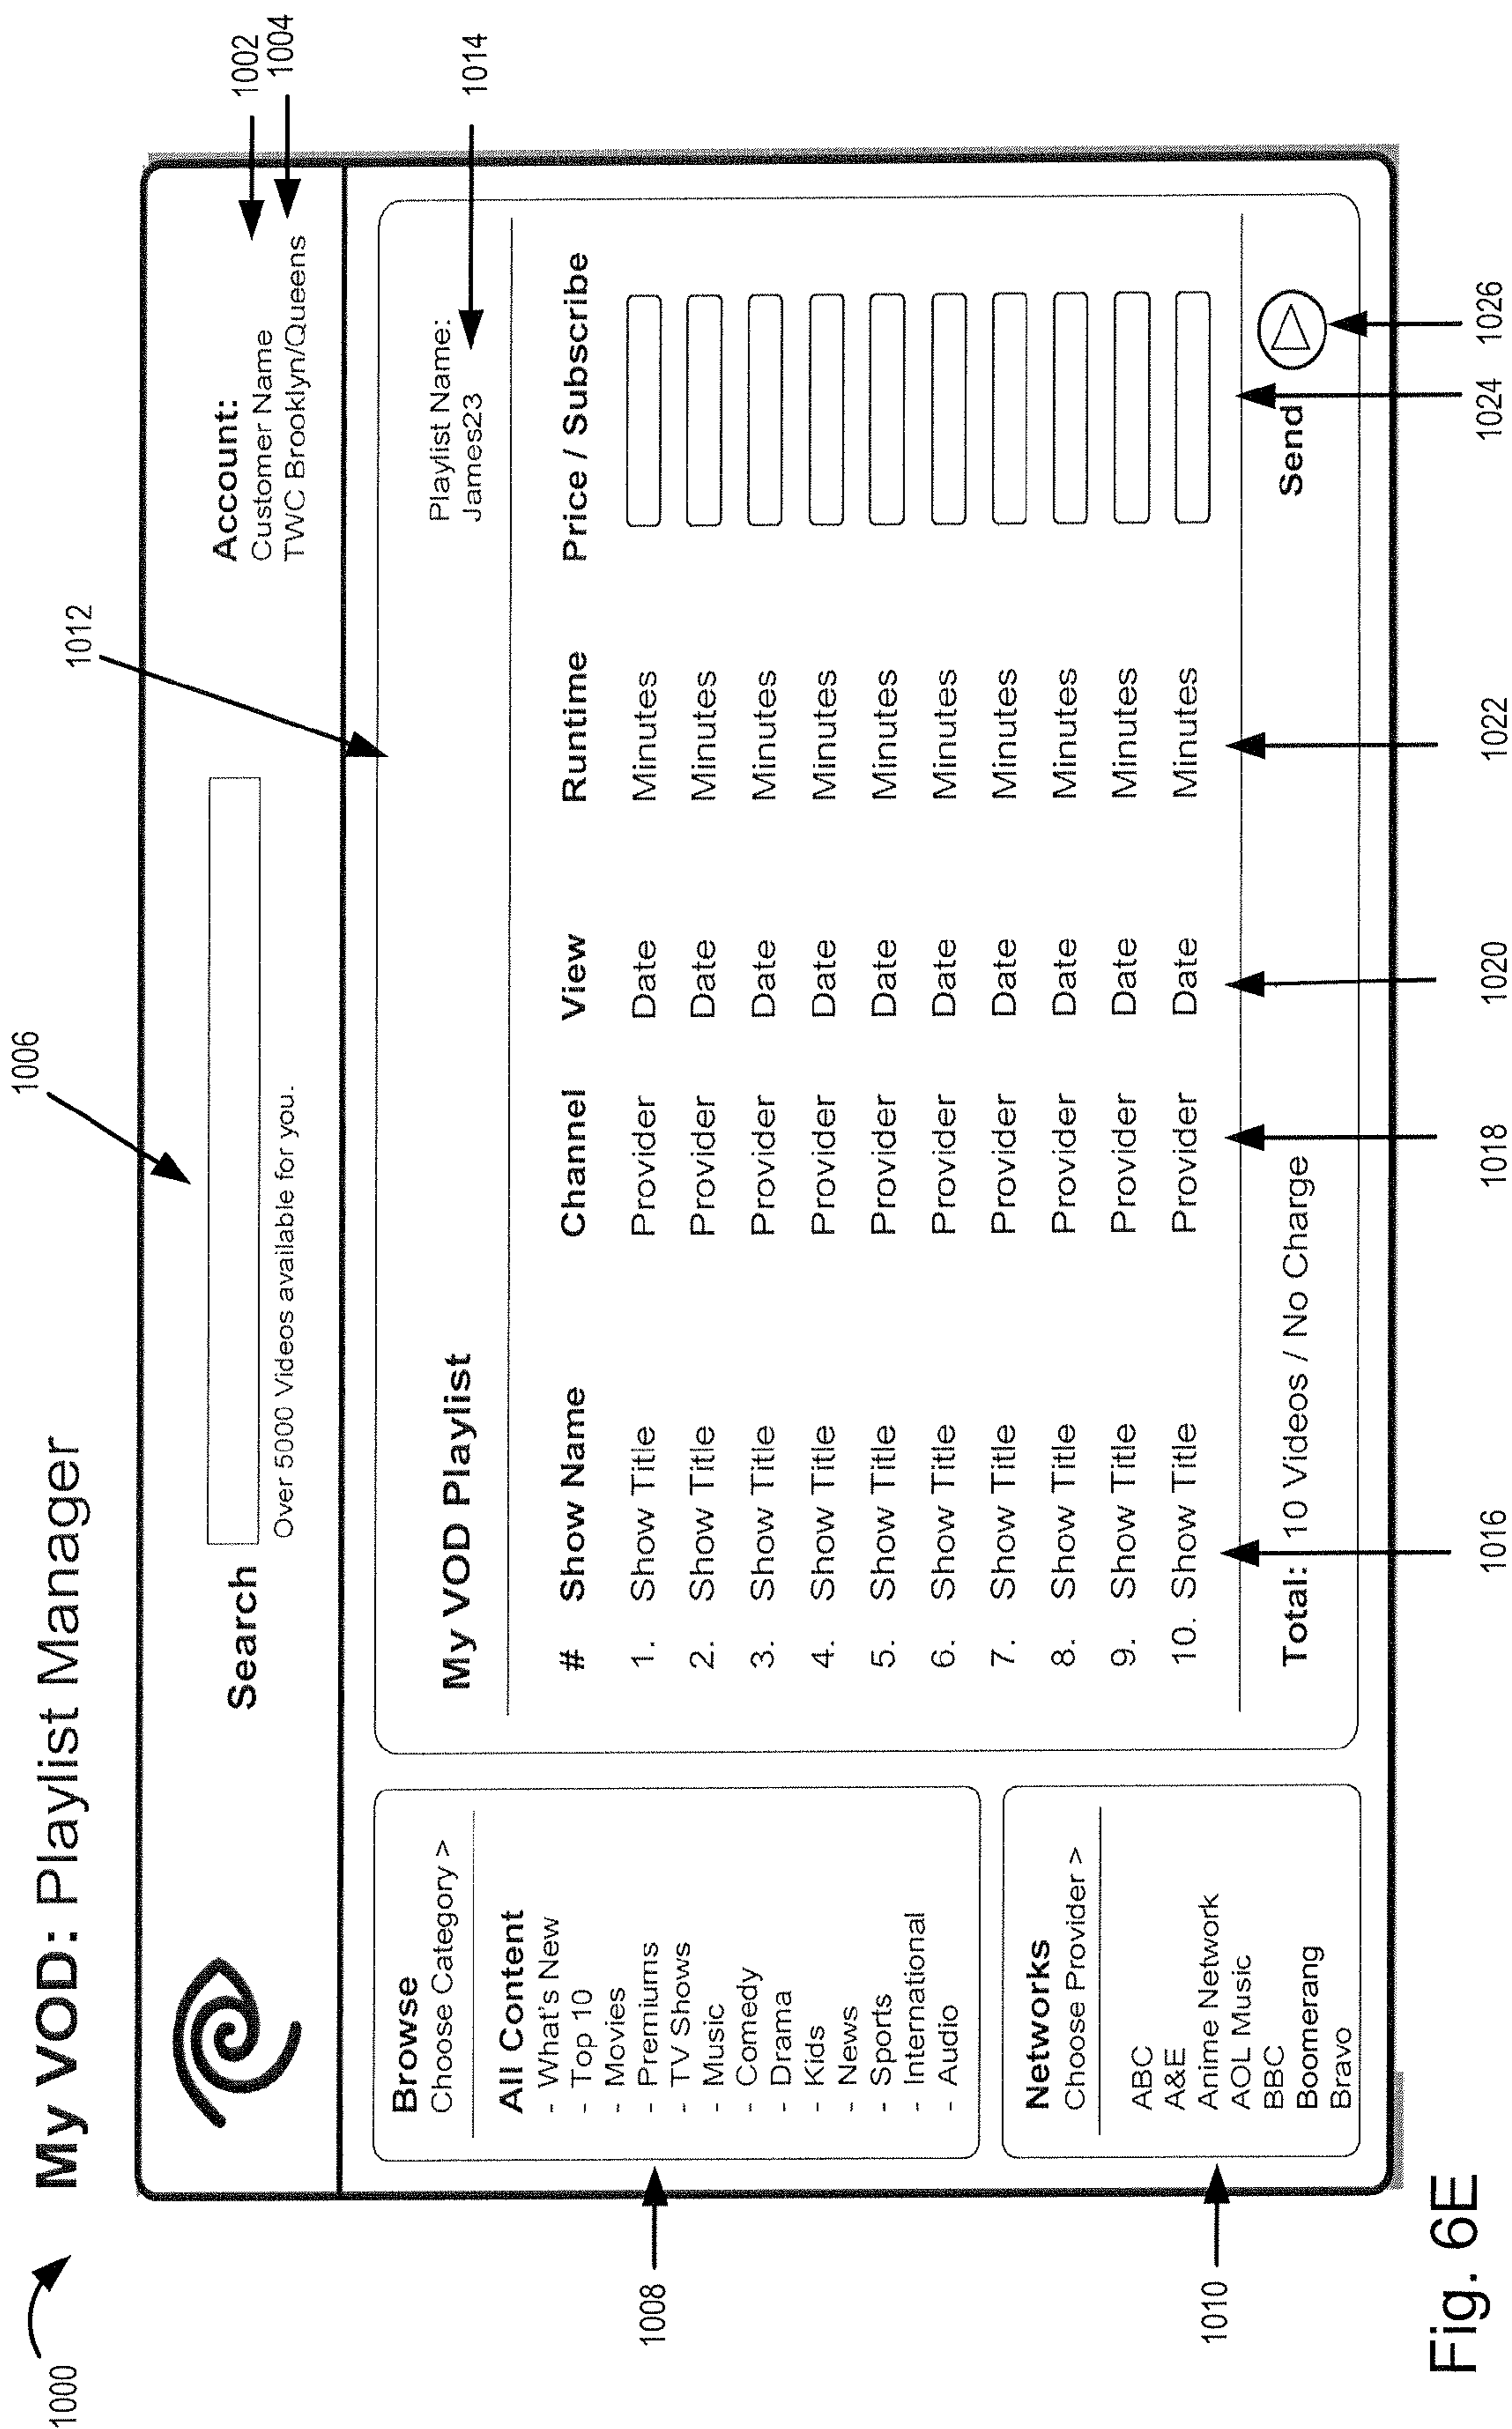 1000
My VOD: Playlist Manager
1006
1012
1002
1004
1014
Search
Over 5000 Videos available for you.
Account:
Customer Name
TWC Brooklyn/Queens
Browse
Choose Category >
All Content
- What's New
- Top 10
- Movies
- Premiums
- TV Shows
- Music
- Comedy
- Drama
- Kids
- News
- Sports
- International
- Audio
1008
Networks
Choose Provider >
ABC
A&E
Anime Network
AOL Music
BBC
Boomerang
Bravo
1010
My VOD Playlist
Playlist Name:
James23
# Show Name Channel View Runtime Price / Subscribe
1. Show Title Provider Date Minutes
2. Show Title Provider Date Minutes
3. Show Title Provider Date Minutes
4. Show Title Provider Date Minutes
5. Show Title Provider Date Minutes
6. Show Title Provider Date Minutes
7. Show Title Provider Date Minutes
8. Show Title Provider Date Minutes
9. Show Title Provider Date Minutes
10. Show Title Provider Date Minutes
Total: 10 Videos / No Charge Send
1016 1018 1020 1022 1024 1026
Fig. 6E